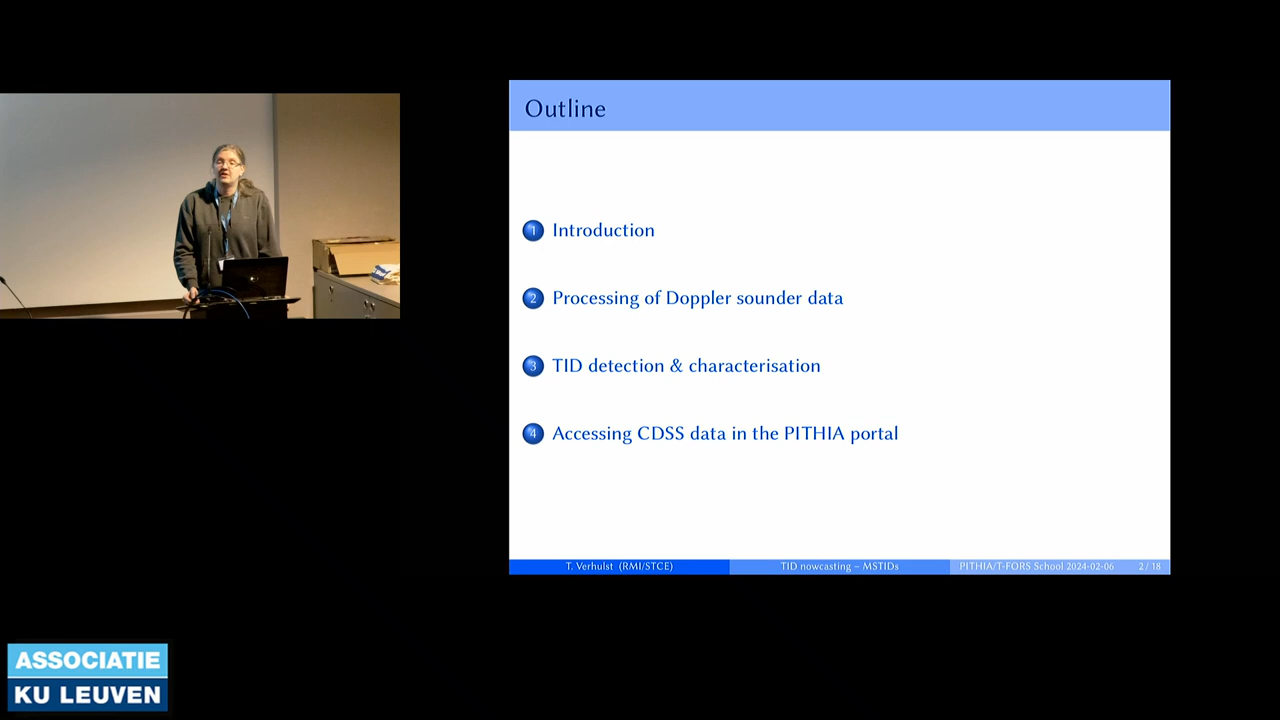 Outline
1 Introduction
2 Processing of Doppler sounder data
3 TID detection & characterisation
4 Accessing CDSS data in the PITHIA portal
T. Verhulst (RMI/STCE) TID nowcasting – MSTIDs PITHIA/T-FORS School 2024-02-06 2 / 18
ASSOCIATIE
KU LEUVEN